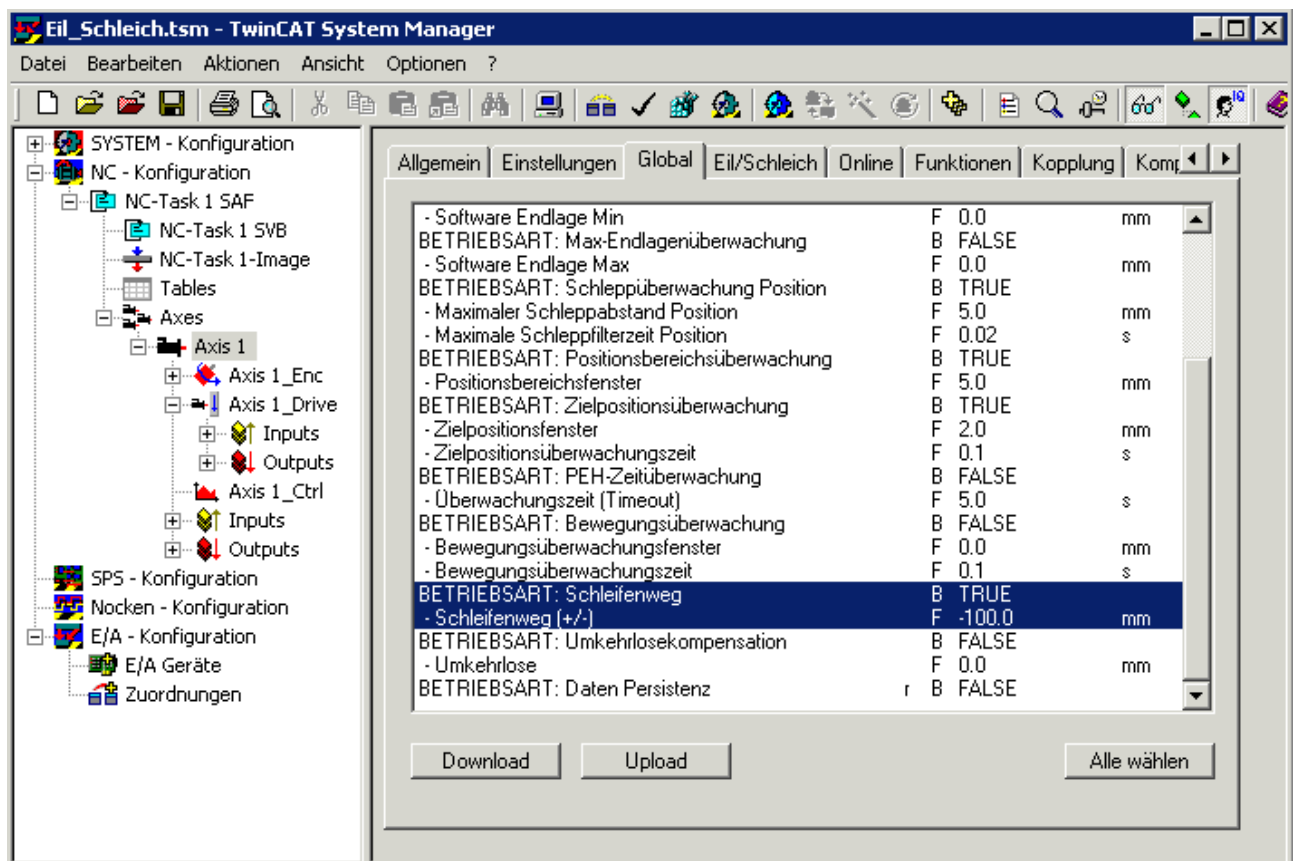 Eil_Schleich.tsm - TwinCAT System Manager
Datei Bearbeiten Aktionen Ansicht Optionen ?
SYSTEM - Konfiguration
NC - Konfiguration
NC-Task 1 SAF
NC-Task 1 SVB
NC-Task 1-Image
Tables
Axes
Axis 1
Axis 1_Enc
Axis 1_Drive
Inputs
Outputs
Axis 1_Ctrl
Inputs
Outputs
SPS - Konfiguration
Nocken - Konfiguration
E/A - Konfiguration
E/A Geräte
Zuordnungen
Allgemein Einstellungen Global Eil/Schleich Online Funktionen Kopplung
- Software Endlage Min F 0.0 mm
BETRIEBSART: Max-Endlagenüberwachung B FALSE
- Software Endlage Max F 0.0 mm
BETRIEBSART: Schleppüberwachung Position B TRUE
- Maximaler Schleppabstand Position F 5.0 mm
- Maximale Schleppfilterzeit Position F 0.02 s
BETRIEBSART: Positionsbereichsüberwachung B TRUE
- Positionsbereichsfenster F 5.0 mm
BETRIEBSART: Zielpositionsüberwachung B TRUE
- Zielpositionsfenster F 2.0 mm
- Zielpositionsüberwachungszeit F 0.1 s
BETRIEBSART: PEH-Zeitüberwachung B FALSE
- Überwachungszeit (Timeout) F 5.0 s
BETRIEBSART: Bewegungsüberwachung B FALSE
- Bewegungsüberwachungsfenster F 0.0 mm
- Bewegungsüberwachungszeit F 0.1 s
BETRIEBSART: Schleifenweg B TRUE
- Schleifenweg (+/-) F -100.0 mm
BETRIEBSART: Umkehrlosekompensation B FALSE
- Umkehrlose F 0.0 mm
BETRIEBSART: Daten Persistenz r B FALSE
Download Upload Alle wählen